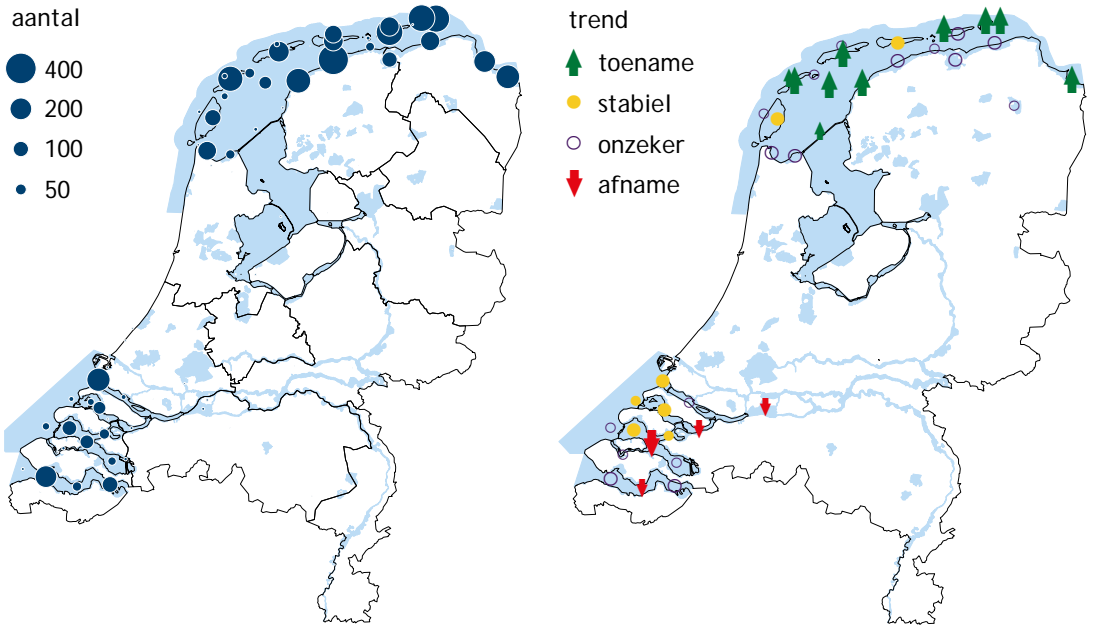 aantal
400
200
100
50
trend
toename
stabiel
onzeker
afname